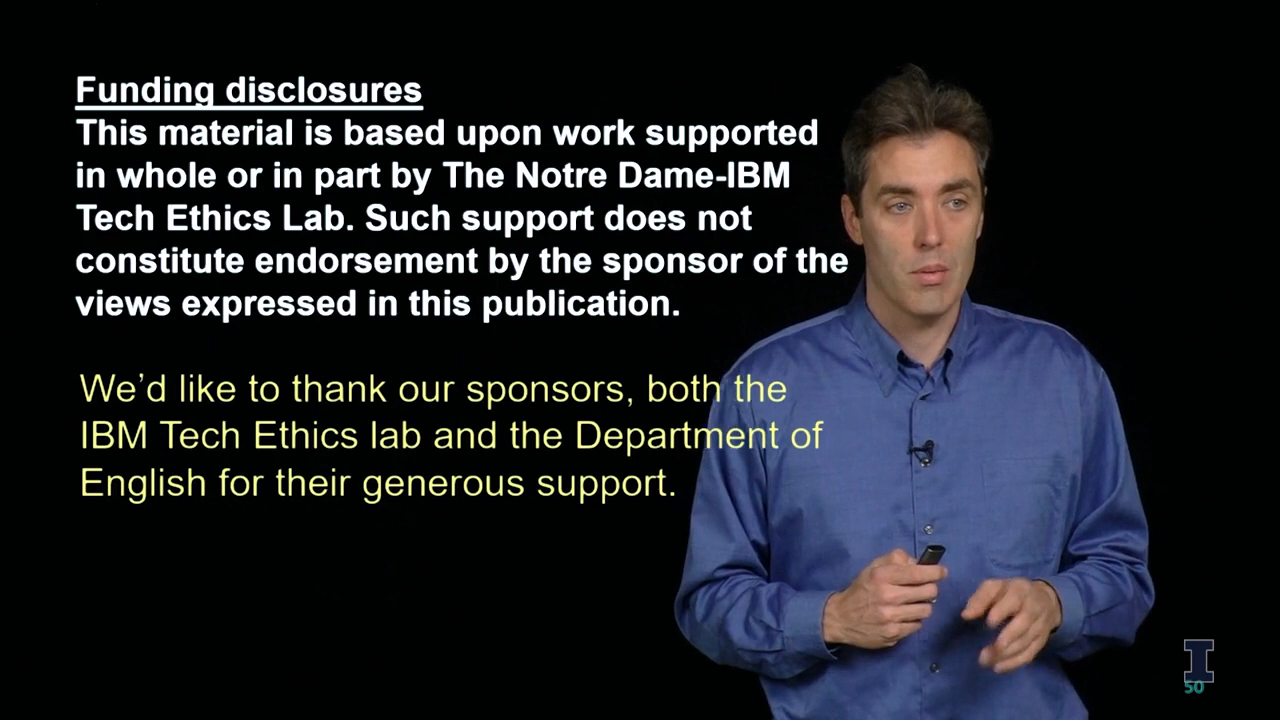 Funding disclosures
This material is based upon work supported
in whole or in part by The Notre Dame-IBM
Tech Ethics Lab. Such support does not
constitute endorsement by the sponsor of the
views expressed in this publication.
We’d like to thank our sponsors, both the
IBM Tech Ethics lab and the Department of
English for their generous support.
I
50